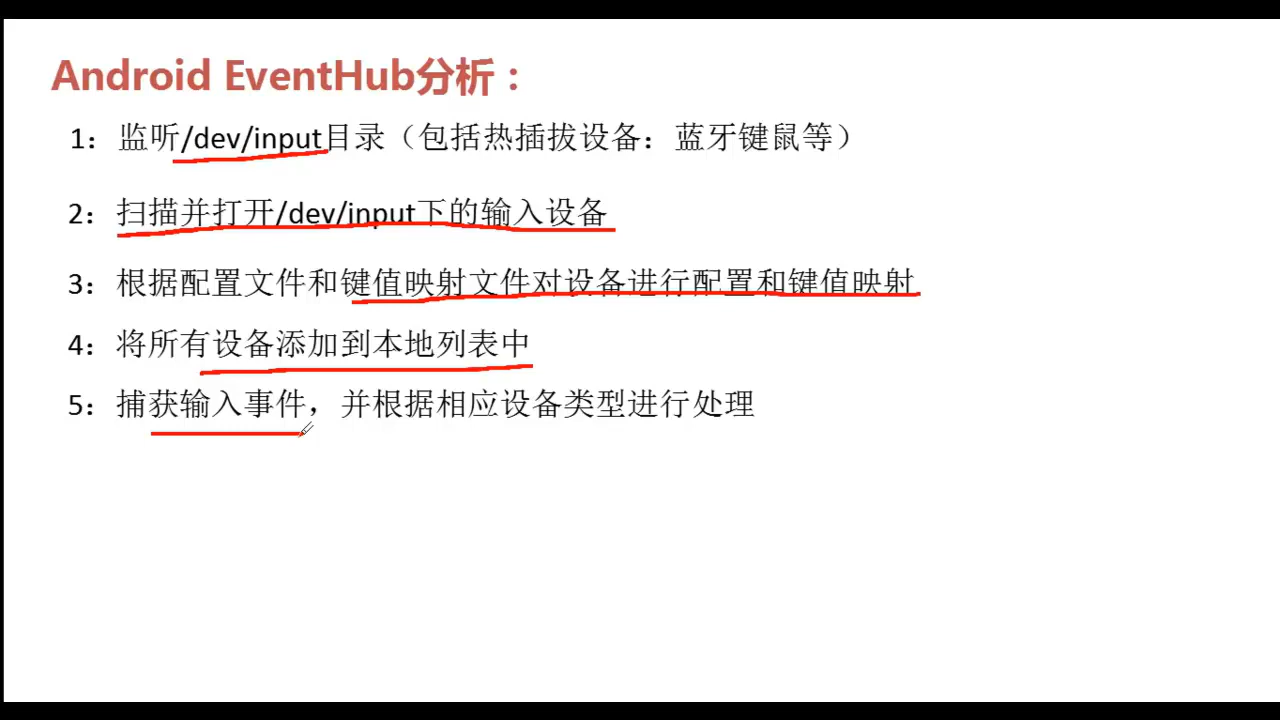 Android EventHub分析：
1：监听/dev/input目录（包括热插拔设备：蓝牙键鼠等）
2：扫描并打开/dev/input下的输入设备
3：根据配置文件和键值映射文件对设备进行配置和键值映射
4：将所有设备添加到本地列表中
5：捕获输入事件，并根据相应设备类型进行处理